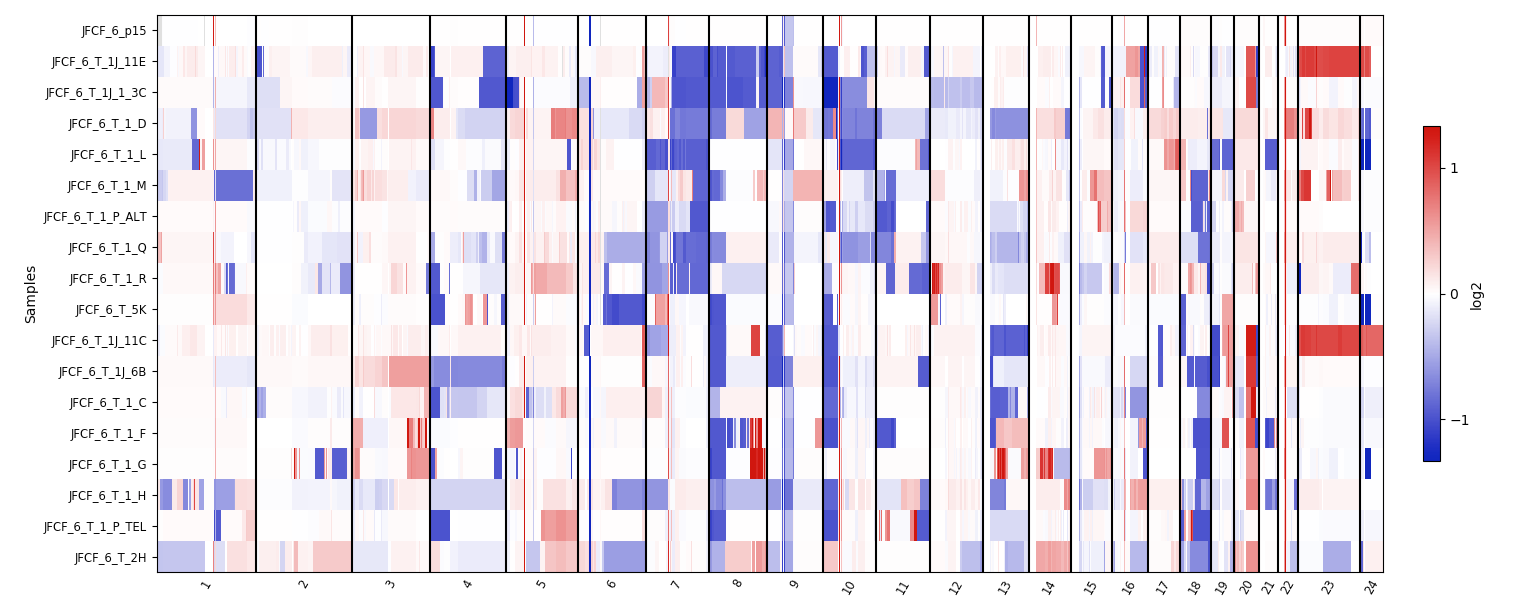 JFCF_6_p15
JFCF_6_T_1J_11E
JFCF_6_T_1J_1_3C
JFCF_6_T_1_D
JFCF_6_T_1_L
JFCF_6_T_1_M
JFCF_6_T_1_P_ALT
JFCF_6_T_1_Q
JFCF_6_T_1_R
JFCF_6_T_5K
JFCF_6_T_1J_11C
JFCF_6_T_1J_6B
JFCF_6_T_1_C
JFCF_6_T_1_F
JFCF_6_T_1_G
JFCF_6_T_1_H
JFCF_6_T_1_P_TEL
JFCF_6_T_2H
Samples
1 2 3 4 5 6 7 8 9 10 11 12 13 14 15 16 17 18 19 20 21 22 23 24
1
0
−1
log2